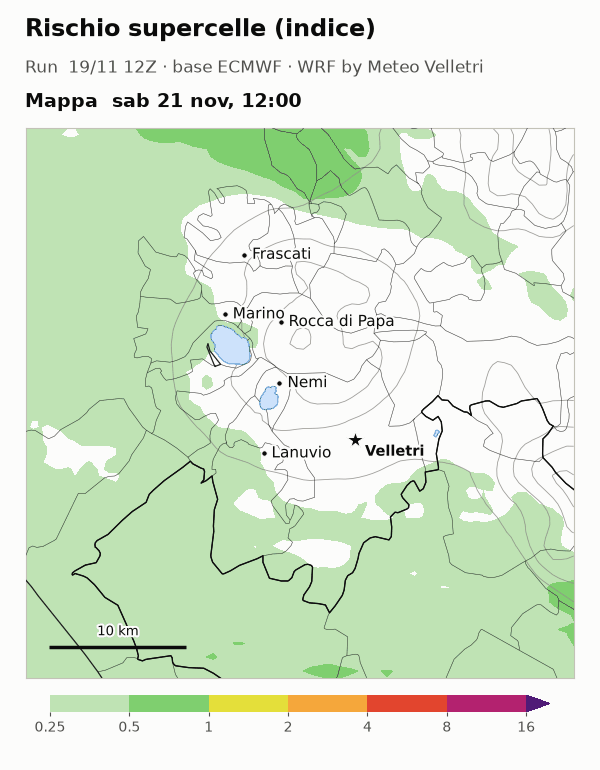 Rischio supercelle (indice)
Run 19/11 12Z · base ECMWF · WRF by Meteo Velletri
Mappa sab 21 nov, 12:00
Frascati
Marino
Rocca di Papa
Nemi
Velletri
Lanuvio
10 km
0.25 0.5 1 2 4 8 16